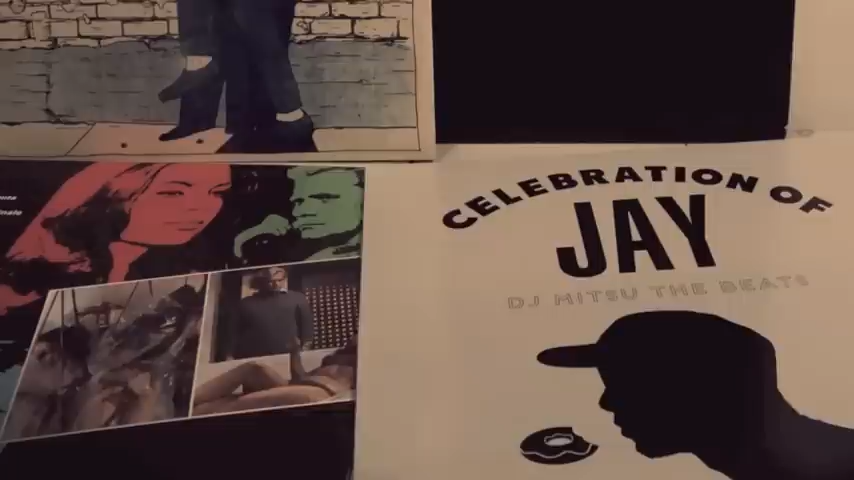 CELEBRATION OF
JAY
DJ MITSU THE BEATS